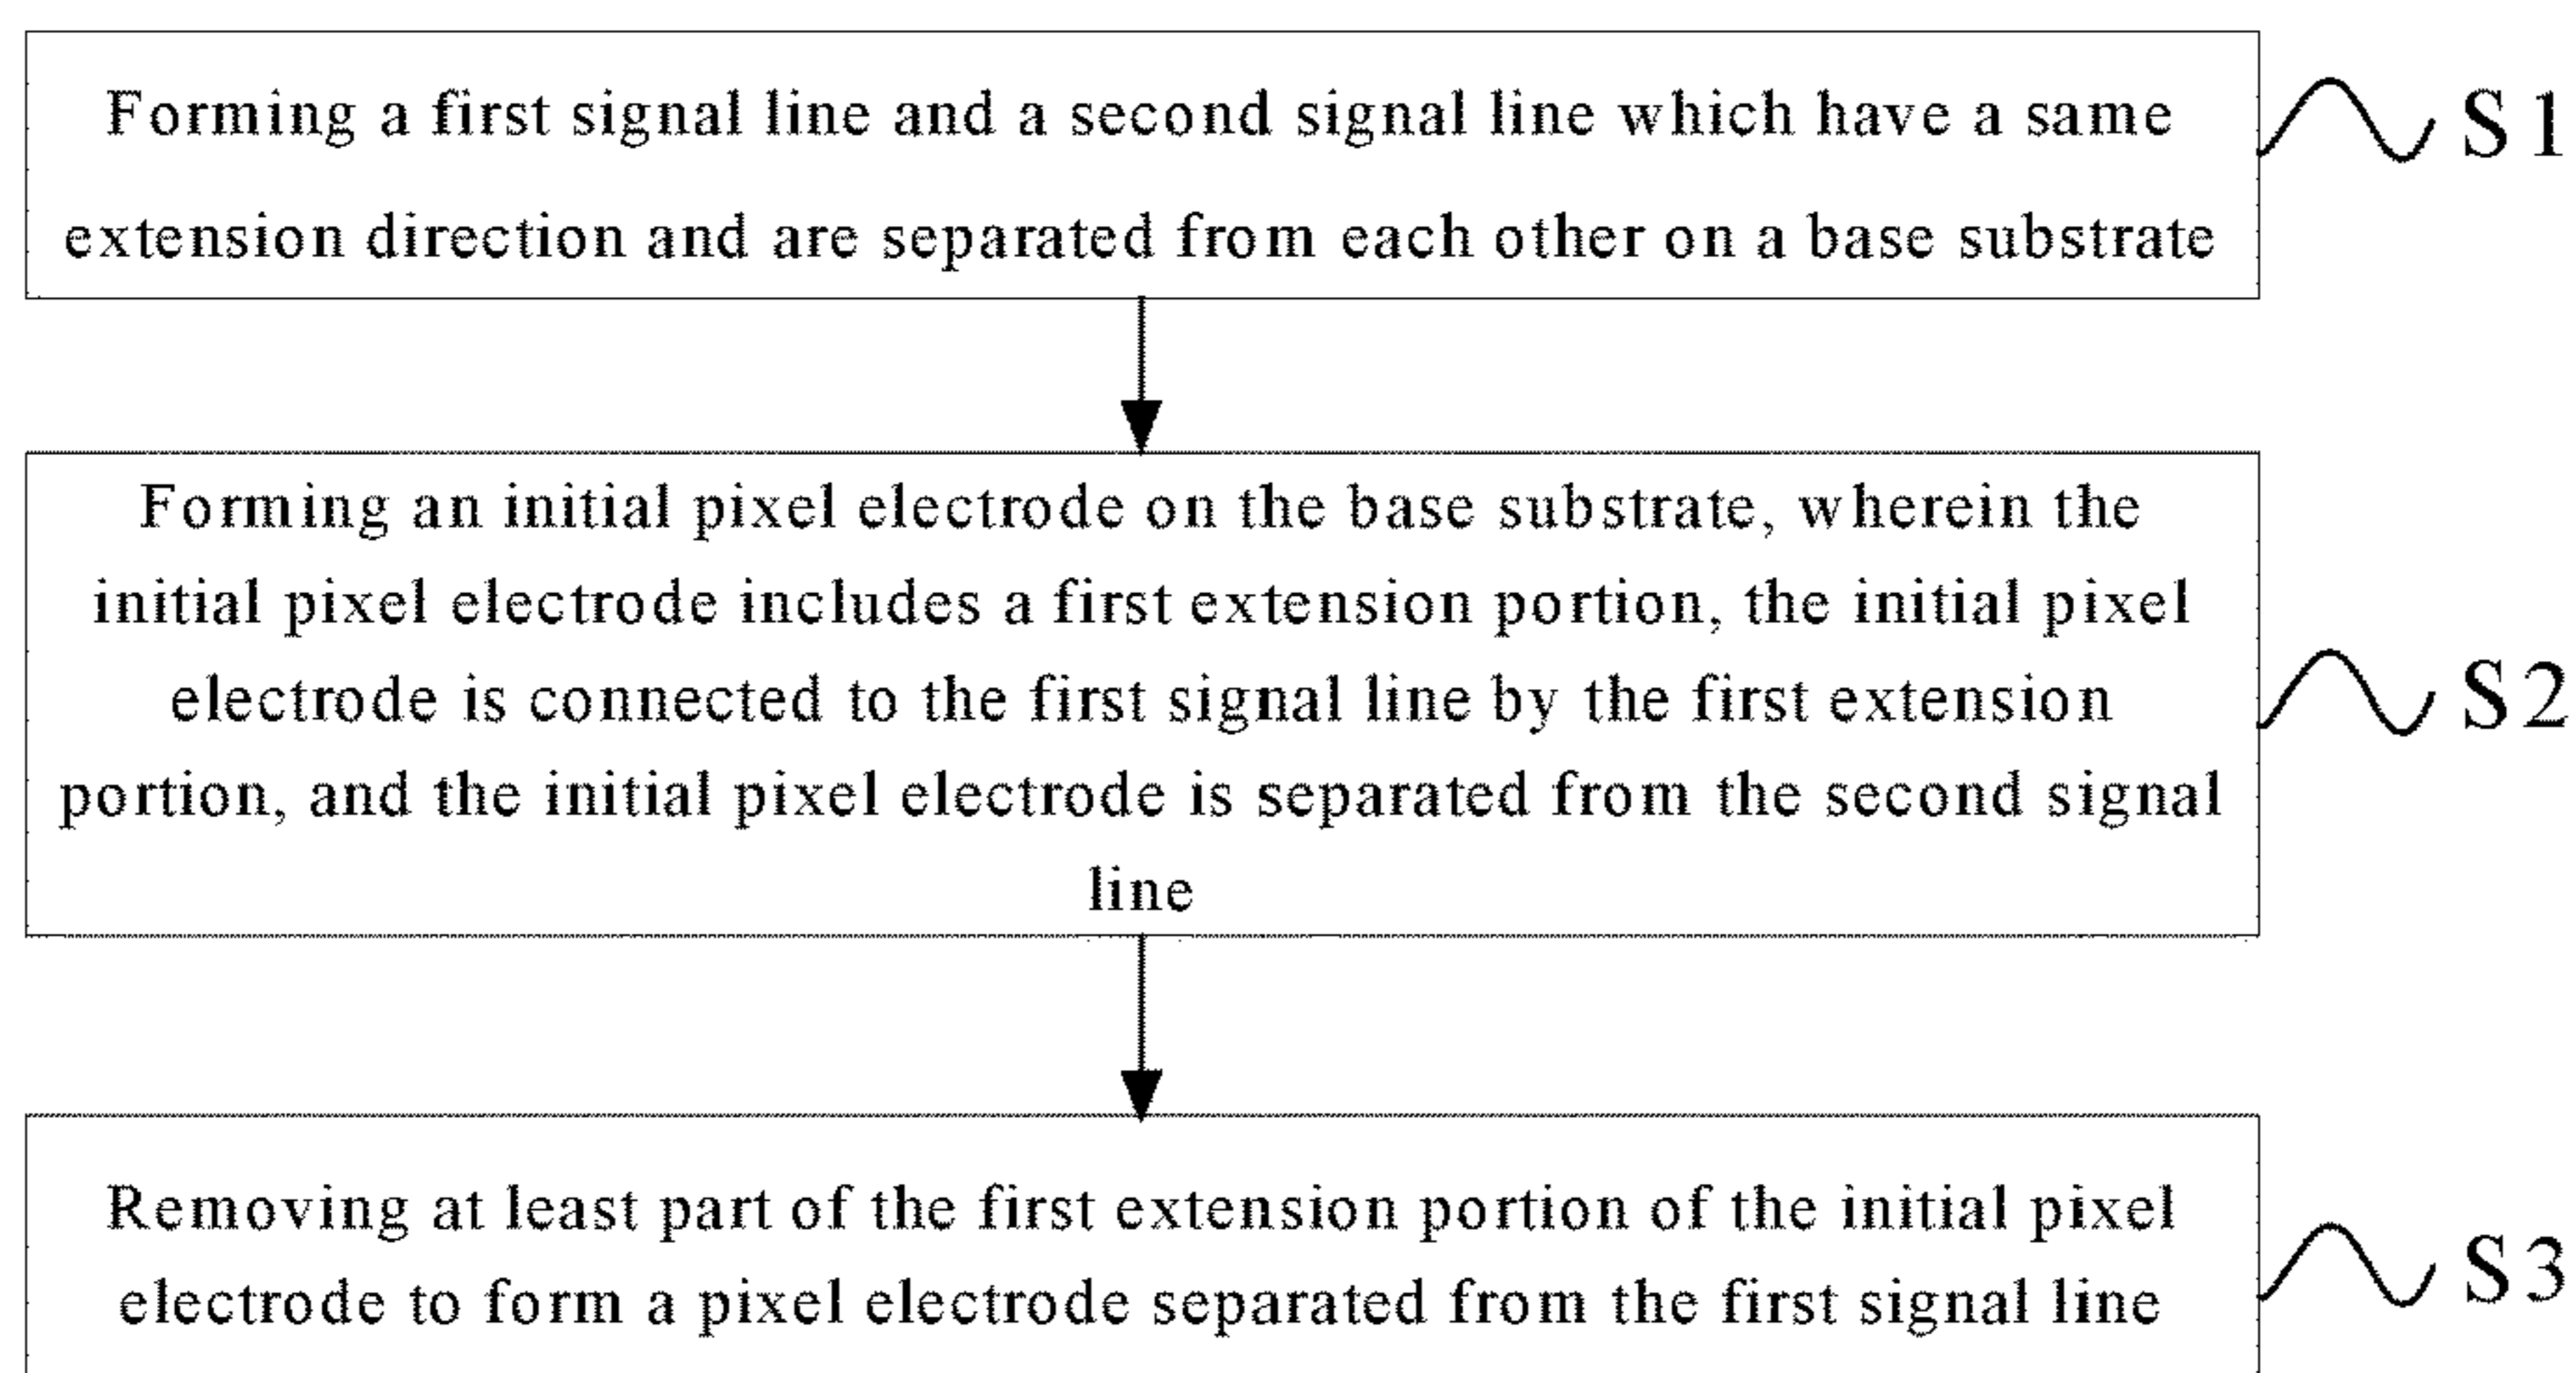 Forming a first signal line and a second signal line which have a same
extension direction and are separated from each other on a base substrate
S1
Forming an initial pixel electrode on the base substrate, wherein the
initial pixel electrode includes a first extension portion, the initial pixel
electrode is connected to the first signal line by the first extension
portion, and the initial pixel electrode is separated from the second signal
line
S2
Removing at least part of the first extension portion of the initial pixel
electrode to form a pixel electrode separated from the first signal line
S3